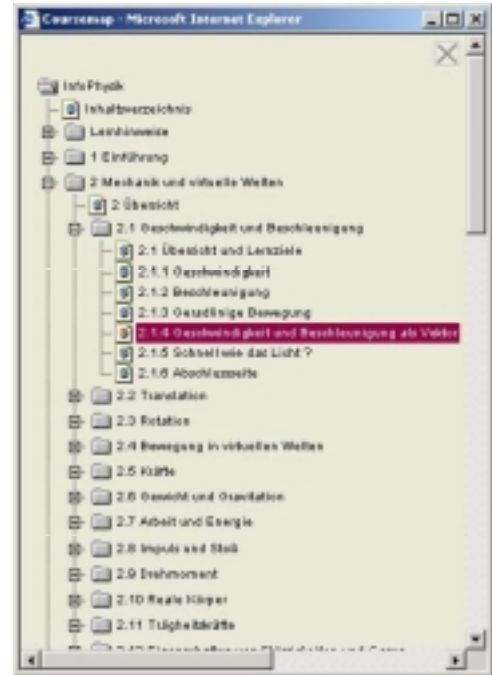 Coursemap - Microsoft Internet Explorer
InfoPhysik
Inhaltsverzeichnis
Lernhinweise
1 Einführung
2 Mechanik und virtuelle Welten
2 Übersicht
2.1 Geschwindigkeit und Beschleunigung
2.1 Übersicht und Lernziele
2.1.1 Geschwindigkeit
2.1.2 Beschleunigung
2.1.3 Geradlinige Bewegung
2.1.4 Geschwindigkeit und Beschleunigung als Vektor
2.1.5 Schnell wie das Licht?
2.1.6 Abschlussseite
2.2 Translation
2.3 Rotation
2.4 Bewegung in virtuellen Welten
2.5 Kräfte
2.6 Gewicht und Gravitation
2.7 Arbeit und Energie
2.8 Impuls und Stoß
2.9 Drehmoment
2.10 Reale Körper
2.11 Trägheitskräfte